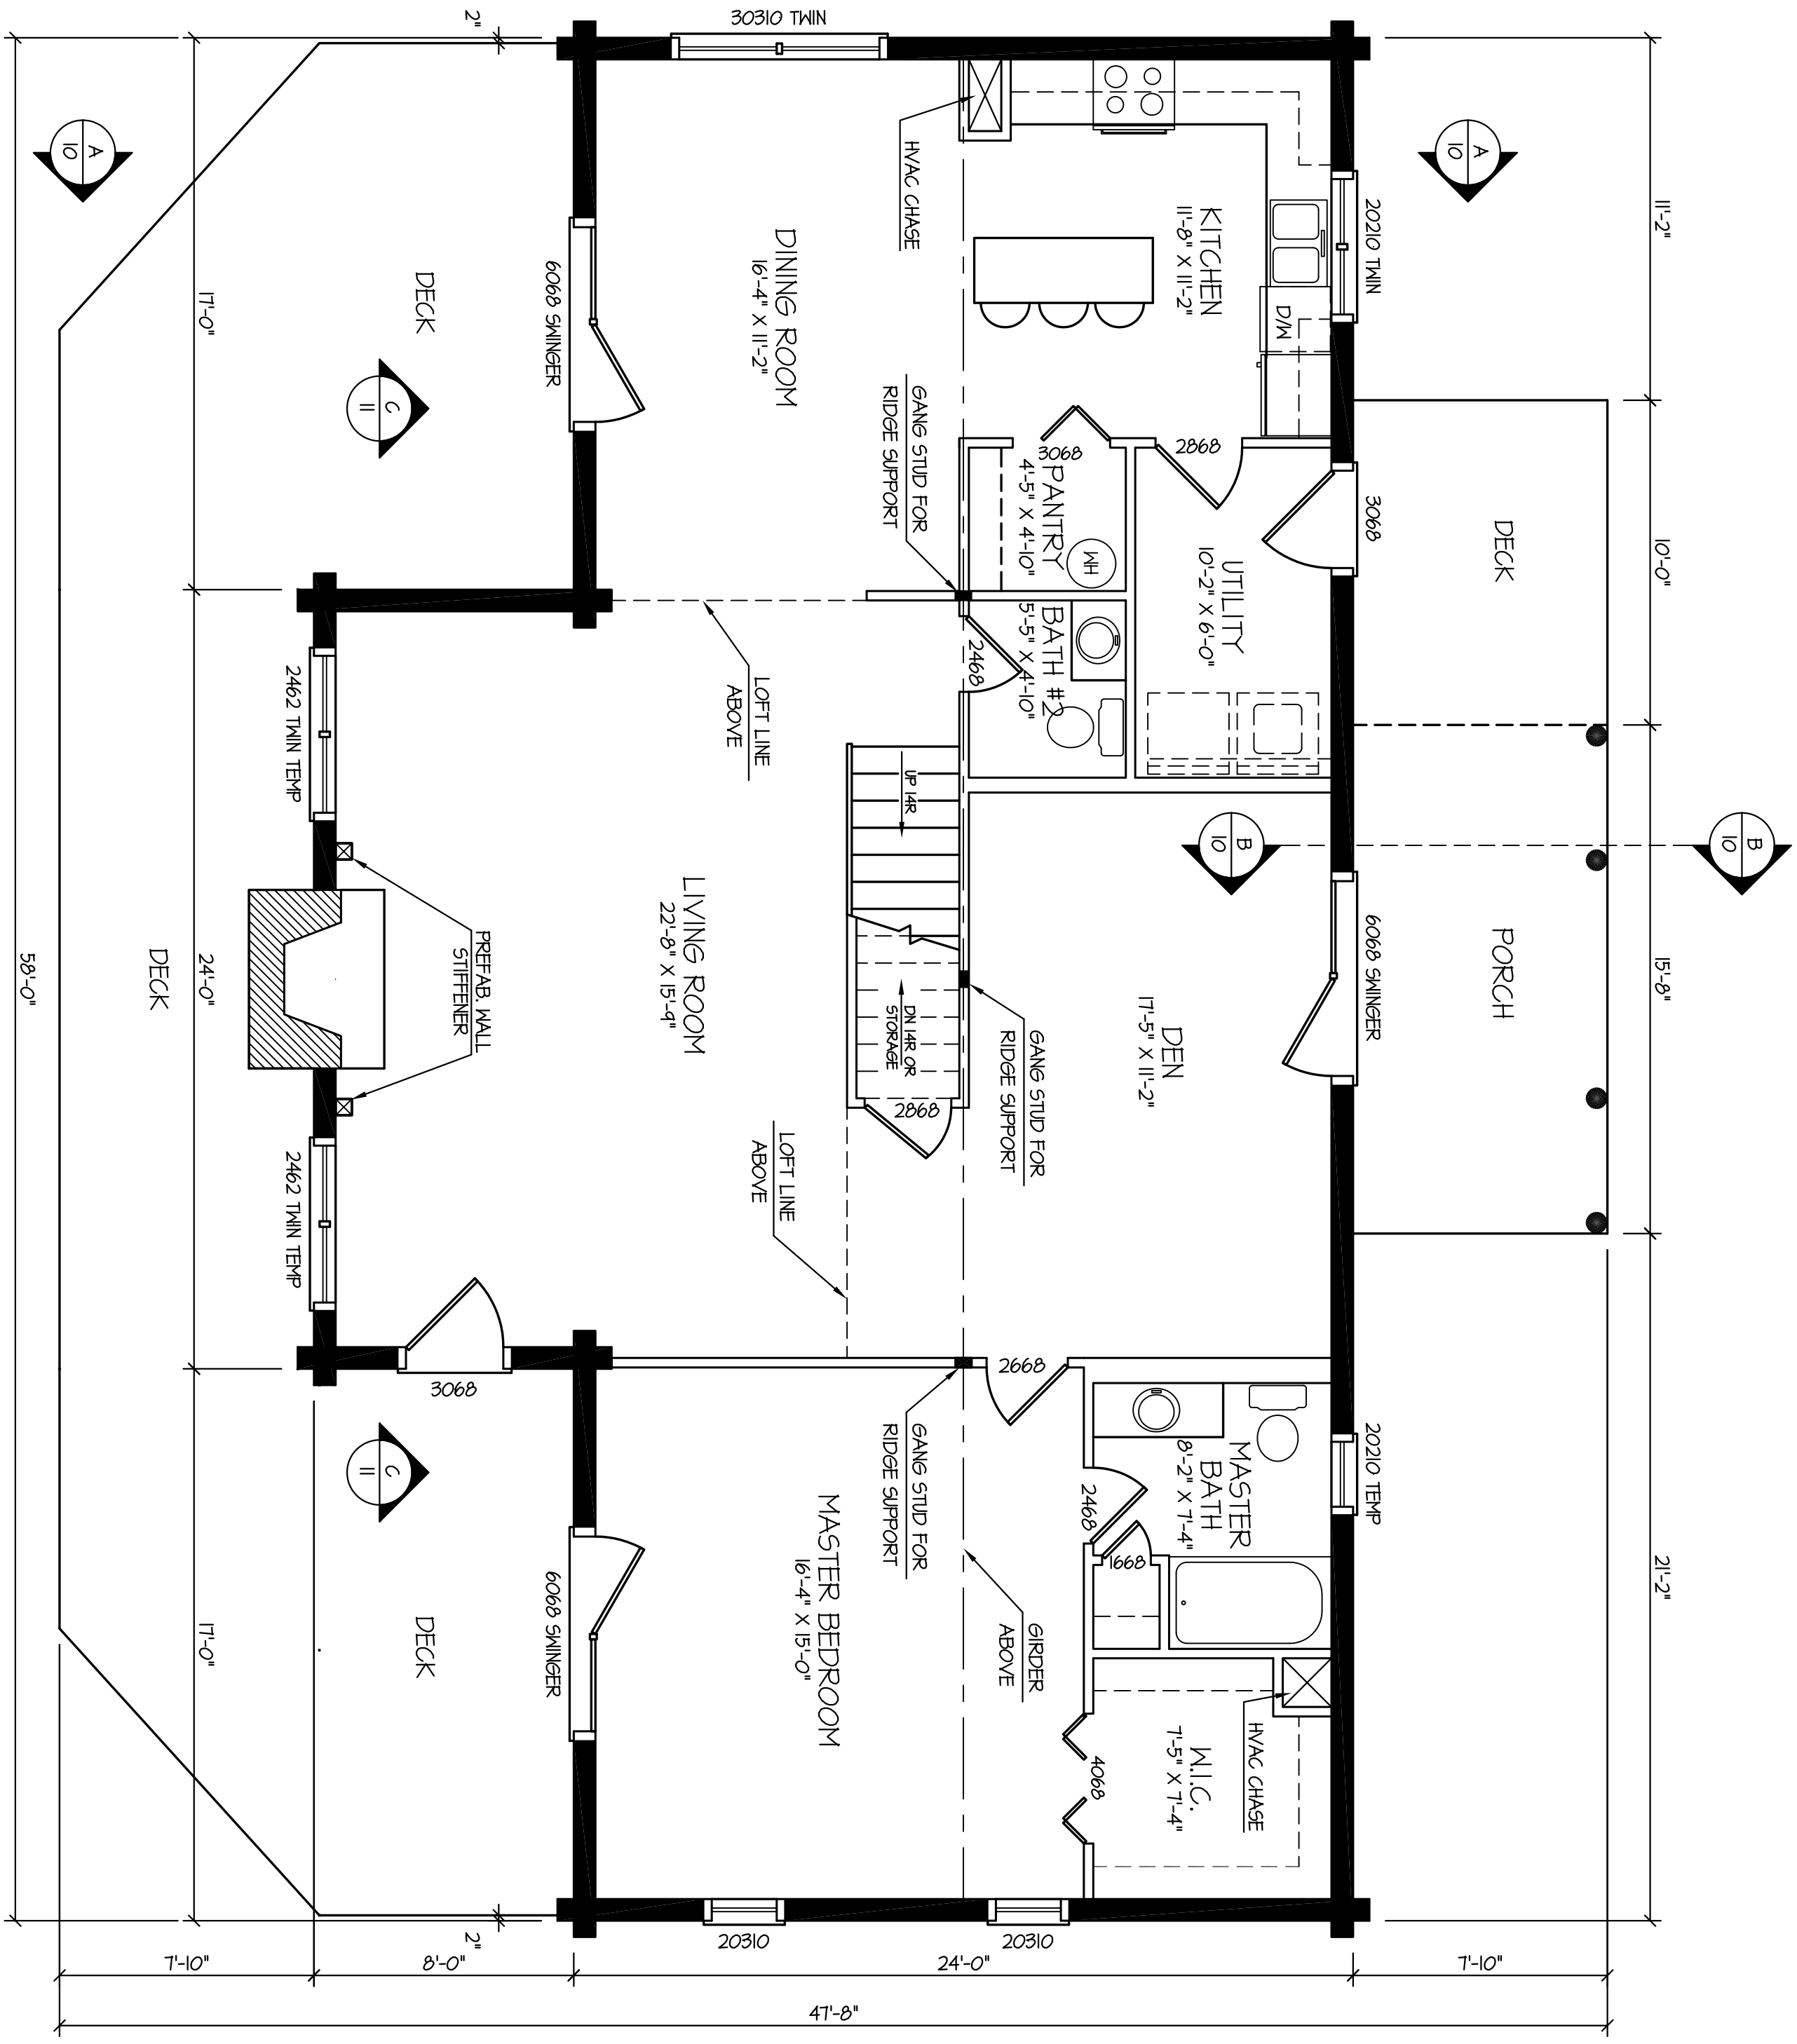 11'-2"
10'-0"
15'-8"
21'-2"
A
10
DECK
PORCH
B
10
20210 TWIN
3068
6068 SWINGER
20210 TEMP
KITCHEN
11'-8" X 11'-2"
D/W
2868
UTILITY
10'-2" X 6'-0"
B
10
DEN
17'-5" X 11'-2"
MASTER
BATH
8'-2" X 7'-4"
HVAC CHASE
W.I.C.
7'-5" X 7'-4"
3068
PANTRY
4'-5" X 4'-10"
WH
BATH #2
5'-5" X 4'-10"
2468
GANG STUD FOR
RIDGE SUPPORT
2668
2468
1668
GIRDER
ABOVE
4068
HVAC CHASE
GANG STUD FOR
RIDGE SUPPORT
UP 14R
DN 14R OR
STORAGE
2868
GANG STUD FOR
RIDGE SUPPORT
30310 TWIN
DINING ROOM
16'-4" X 11'-2"
LOFT LINE
ABOVE
LIVING ROOM
22'-8" X 15'-9"
LOFT LINE
ABOVE
MASTER BEDROOM
16'-4" X 15'-0"
20310
20310
6068 SWINGER
6068 SWINGER
PREFAB. WALL
STIFFENER
3068
DECK
DECK
C
11
C
11
2462 TWIN TEMP
2462 TWIN TEMP
DECK
2"
2"
17'-0"
24'-0"
17'-0"
A
10
58'-0"
7'-10"
8'-0"
24'-0"
7'-10"
47'-8"